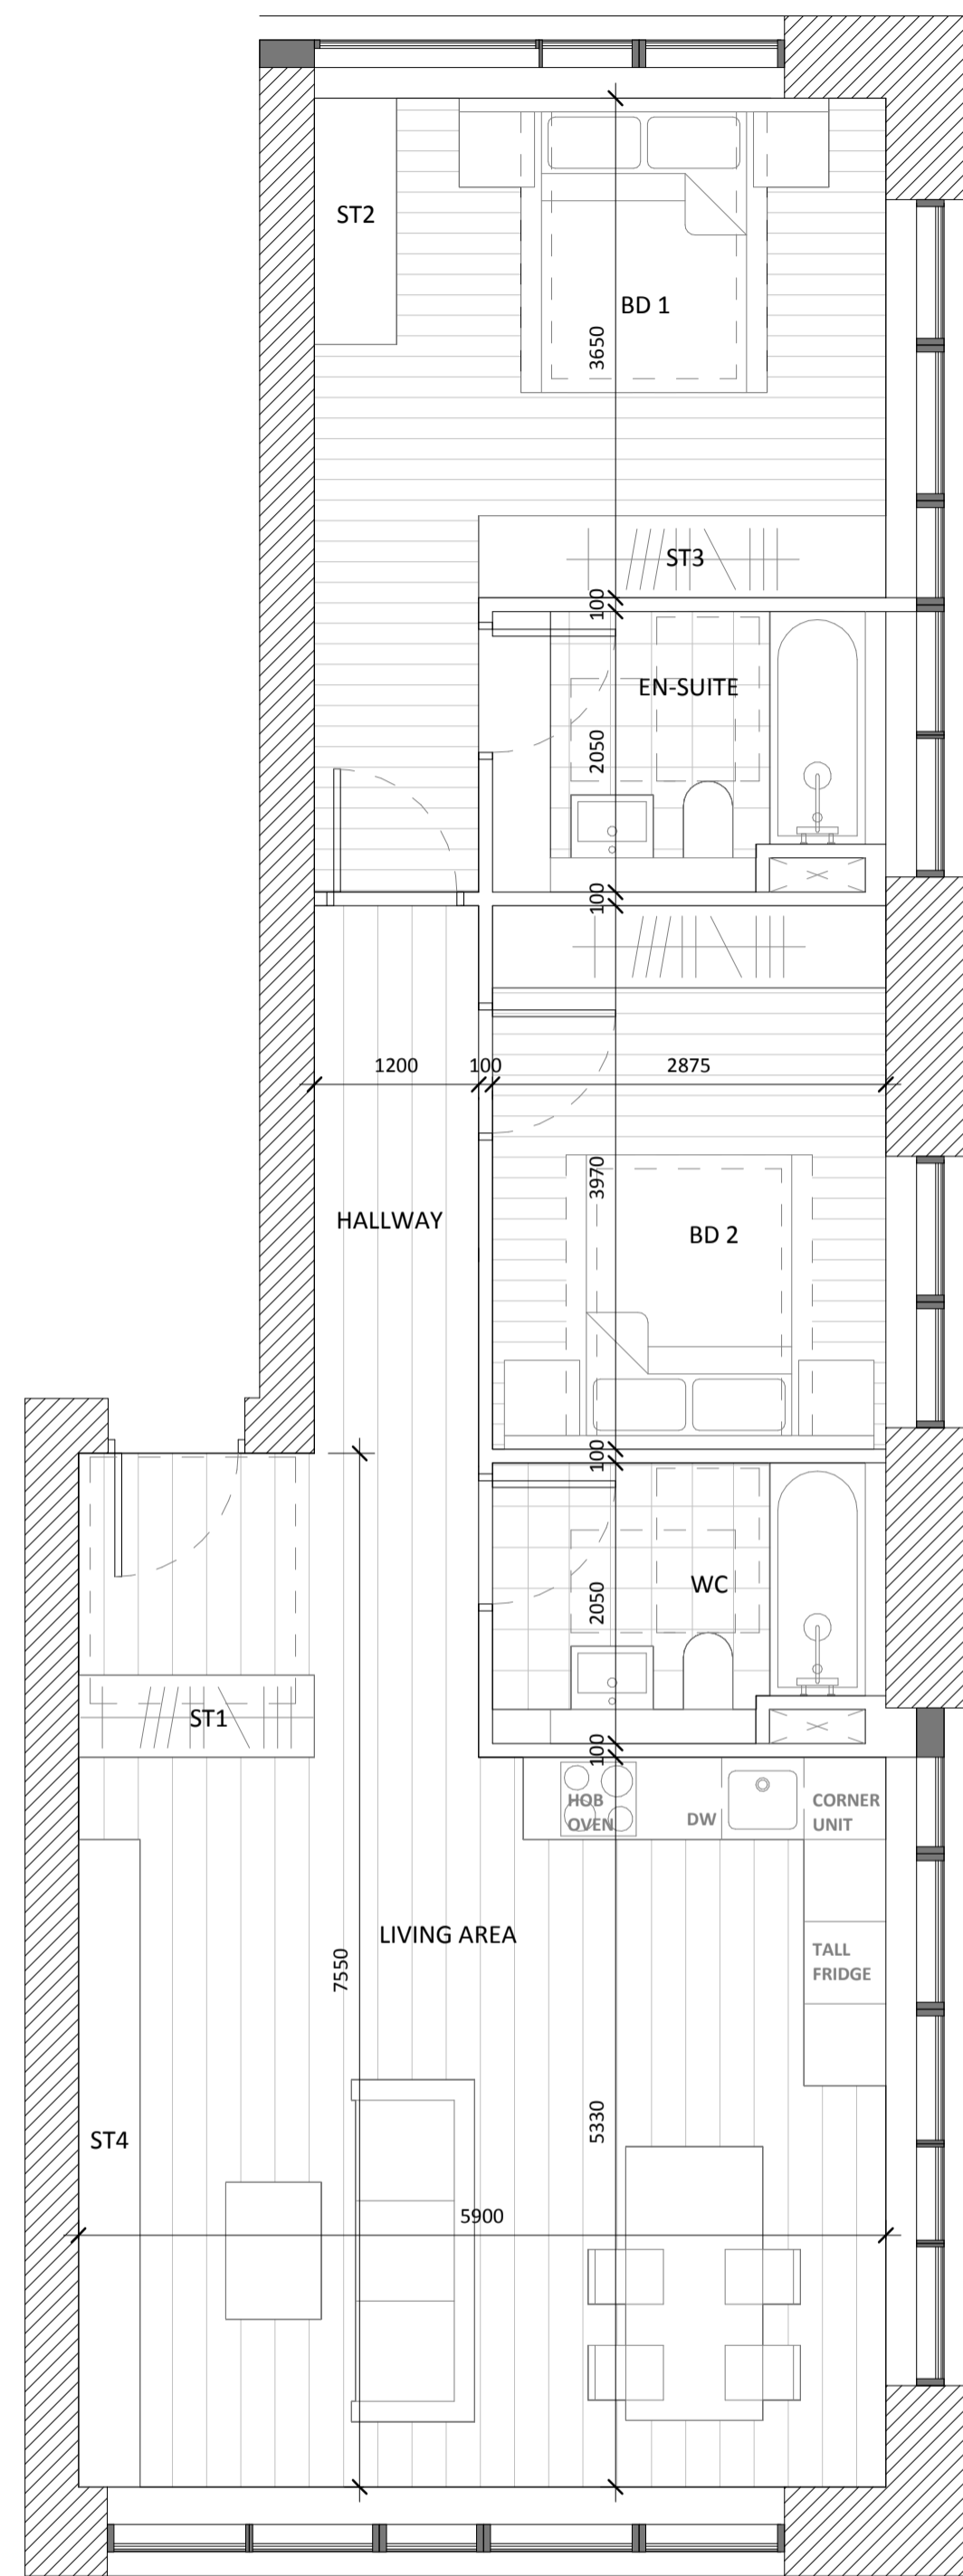 ST2
BD 1
3650
ST3
100
EN-SUITE
2050
100
1200
100
2875
3970
HALLWAY
BD 2
100
WC
2050
ST1
100
HOB
OVEN
DW
CORNER
UNIT
LIVING AREA
7550
TALL
FRIDGE
5330
ST4
5900